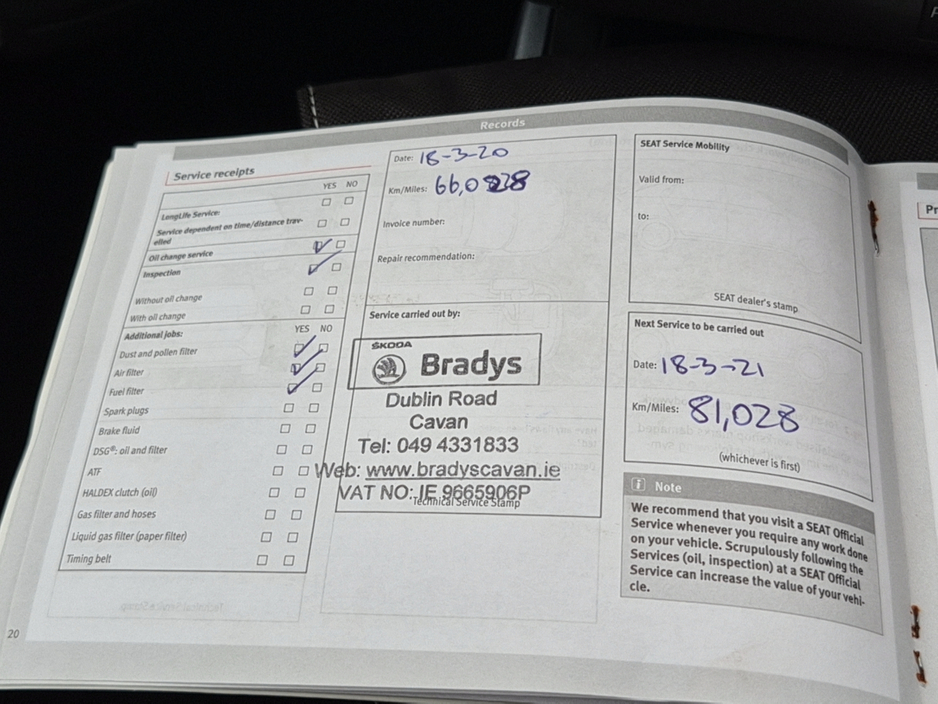 Records
Service receipts
YES NO
LongLife Service:
Service dependent on time/distance trav-
elled
Oil change service
Inspection
Without oil change
With oil change
Additional jobs:
YES NO
Dust and pollen filter
Air filter
Fuel filter
Spark plugs
Brake fluid
DSG®: oil and filter
ATF
HALDEX clutch (oil)
Gas filter and hoses
Liquid gas filter (paper filter)
Timing belt
Date: 18-3-20
Km/Miles: 66,028
Invoice number:
Repair recommendation:
Service carried out by:
ŠKODA
Bradys
Dublin Road
Cavan
Tel: 049 4331833
Web: www.bradyscavan.ie
VAT NO: IE 9665906P
Technical Service Stamp
SEAT Service Mobility
Valid from:
to:
SEAT dealer's stamp
Next Service to be carried out
Date: 18-3-21
Km/Miles: 81,028
(whichever is first)
Note
We recommend that you visit a SEAT Official
Service whenever you require any work done
on your vehicle. Scrupulously following the
Services (oil, inspection) at a SEAT Official
Service can increase the value of your vehi-
cle.
20
Pr